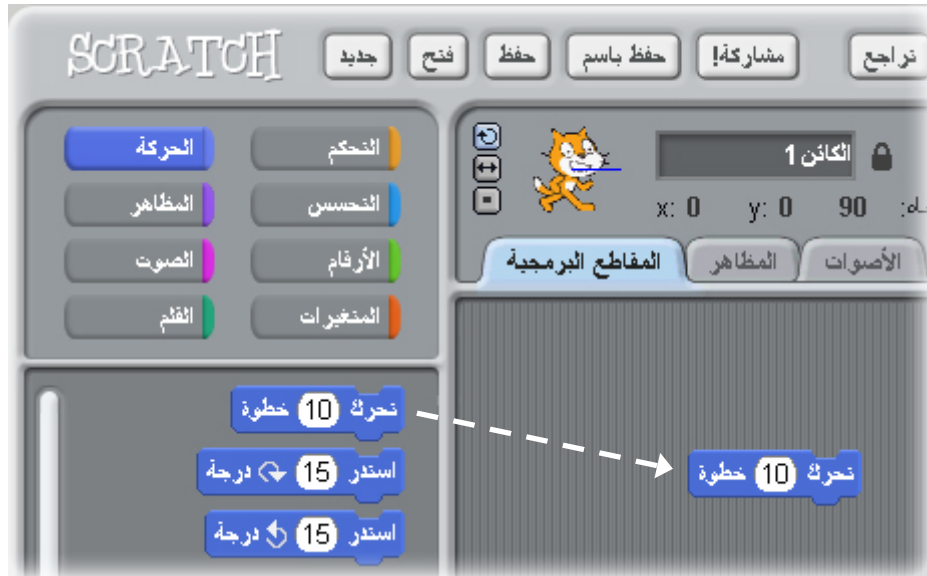 SCRATCH
جديد
فتح
حفظ
حفظ باسم
مشاركة!
تراجع
الحركة
التحكم
المظاهر
التحسس
الصوت
الأرقام
القلم
المتغيرات
الكائن 1
x: 0 y: 0 90
المقاطع البرمجية
المظاهر
الأصوات
تحرك 10 خطوة
استدر 15 درجة
استدر 15 درجة
تحرك 10 خطوة